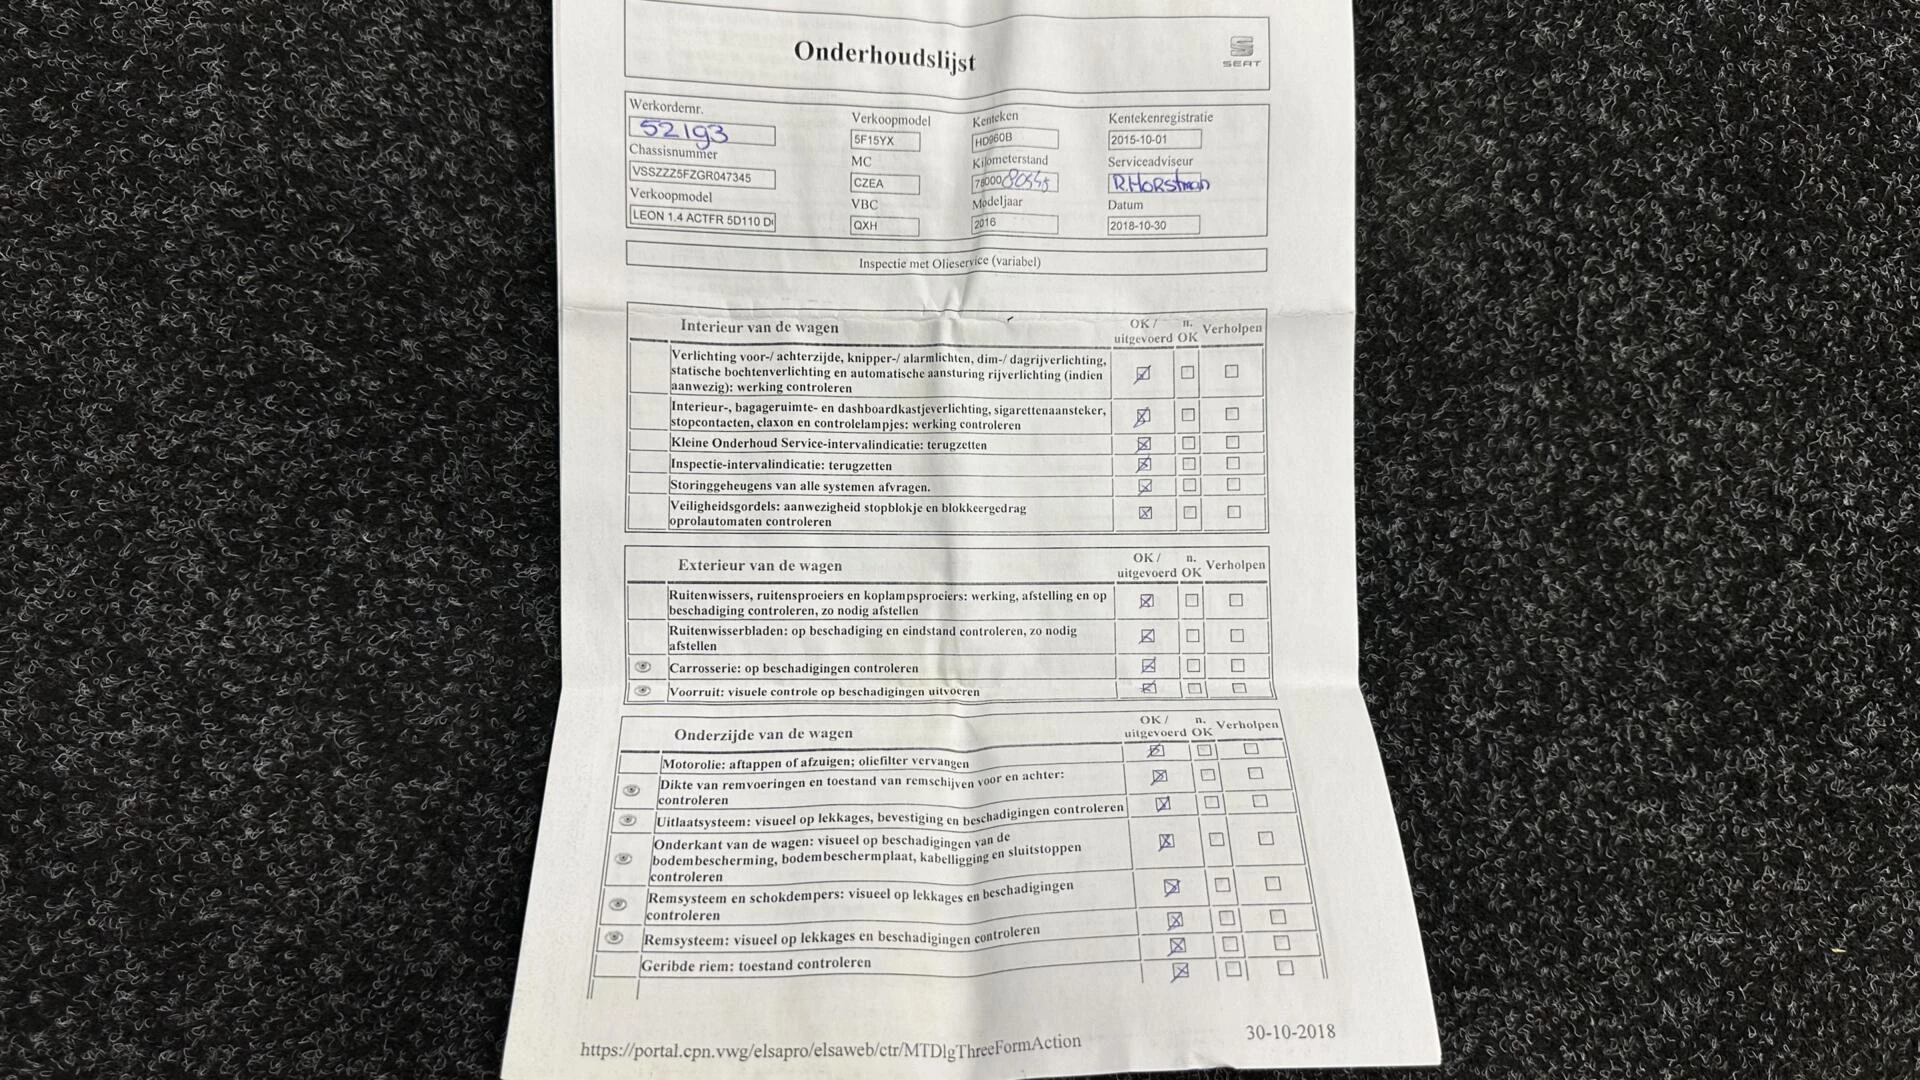 Onderhoudslijst
SEAT
Werkordernr.
52193
Verkoopmodel
5F15YX
Kenteken
HD960B
Kentekenregistratie
2015-10-01
Chassisnummer
VSSZZZ5FZGR047345
MC
CZEA
Kilometerstand
78000 80545
Serviceadviseur
R.Horstman
Verkoopmodel
LEON 1.4 ACTFR 5D110 D
VBC
QXH
Modeljaar
2016
Datum
2018-10-30
Inspectie met Olieservice (variabel)
Interieur van de wagen
OK / uitgevoerd
n. OK
Verholpen
Verlichting voor-/ achterzijde, knipper-/ alarmlichten, dim-/ dagrijverlichting,
statische bochtenverlichting en automatische aansturing rijverlichting (indien
aanwezig): werking controleren
Interieur-, bagageruimte- en dashboardkastjeverlichting, sigarettenaansteker,
stopcontacten, claxon en controlelampjes: werking controleren
Kleine Onderhoud Service-intervalindicatie: terugzetten
Inspectie-intervalindicatie: terugzetten
Storinggeheugens van alle systemen afvragen.
Veiligheidsgordels: aanwezigheid stopblokje en blokkeergedrag
oprolautomaten controleren
Exterieur van de wagen
OK / uitgevoerd
n. OK
Verholpen
Ruitenwissers, ruitensproeiers en koplampsproeiers: werking, afstelling en op
beschadiging controleren, zo nodig afstellen
Ruitenwisserbladen: op beschadiging en eindstand controleren, zo nodig
afstellen
Carrosserie: op beschadigingen controleren
Voorruit: visuele controle op beschadigingen uitvoeren
Onderzijde van de wagen
OK / uitgevoerd
n. OK
Verholpen
Motorolie: aftappen of afzuigen; oliefilter vervangen
Dikte van remvoeringen en toestand van remschijven voor en achter:
controleren
Uitlaatsysteem: visueel op lekkages, bevestiging en beschadigingen controleren
Onderkant van de wagen: visueel op beschadigingen van de
bodembescherming, bodembeschermplaat, kabelligging en sluitstoppen
controleren
Remsysteem en schokdempers: visueel op lekkages en beschadigingen
controleren
Remsysteem: visueel op lekkages en beschadigingen controleren
Geribde riem: toestand controleren
https://portal.cpn.vwg/elsapro/elsaweb/ctr/MTDlgThreeFormAction
30-10-2018